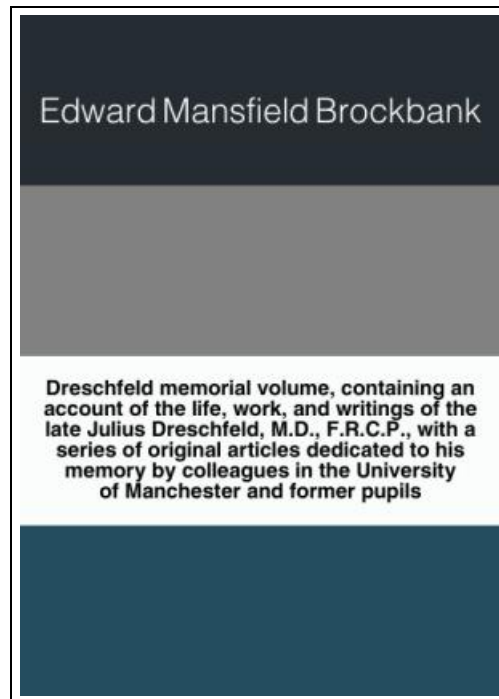 Edward Mansfield Brockbank
Dreschfeld memorial volume, containing an
account of the life, work, and writings of the
late Julius Dreschfeld, M.D., F.R.C.P., with a
series of original articles dedicated to his
memory by colleagues in the University
of Manchester and former pupils